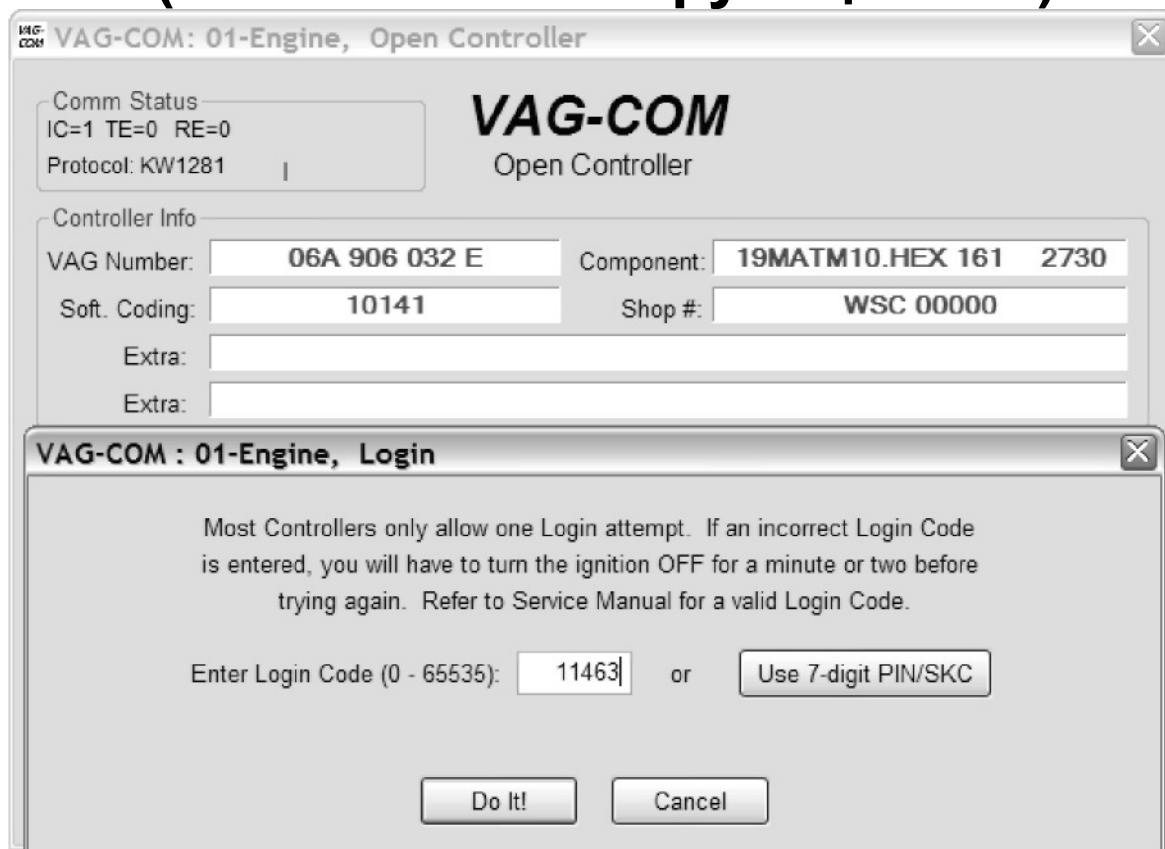 VAG-COM
VAG-COM: 01-Engine, Open Controller
Comm Status
IC=1 TE=0 RE=0
Protocol: KW1281 |
VAG-COM
Open Controller
Controller Info
VAG Number: 06A 906 032 E Component: 19MATM10.HEX 161 2730
Soft. Coding: 10141 Shop #: WSC 00000
Extra:
Extra:
VAG-COM : 01-Engine, Login
Most Controllers only allow one Login attempt. If an incorrect Login Code
is entered, you will have to turn the ignition OFF for a minute or two before
trying again. Refer to Service Manual for a valid Login Code.
Enter Login Code (0 - 65535): 11463 or Use 7-digit PIN/SKC
Do It! Cancel